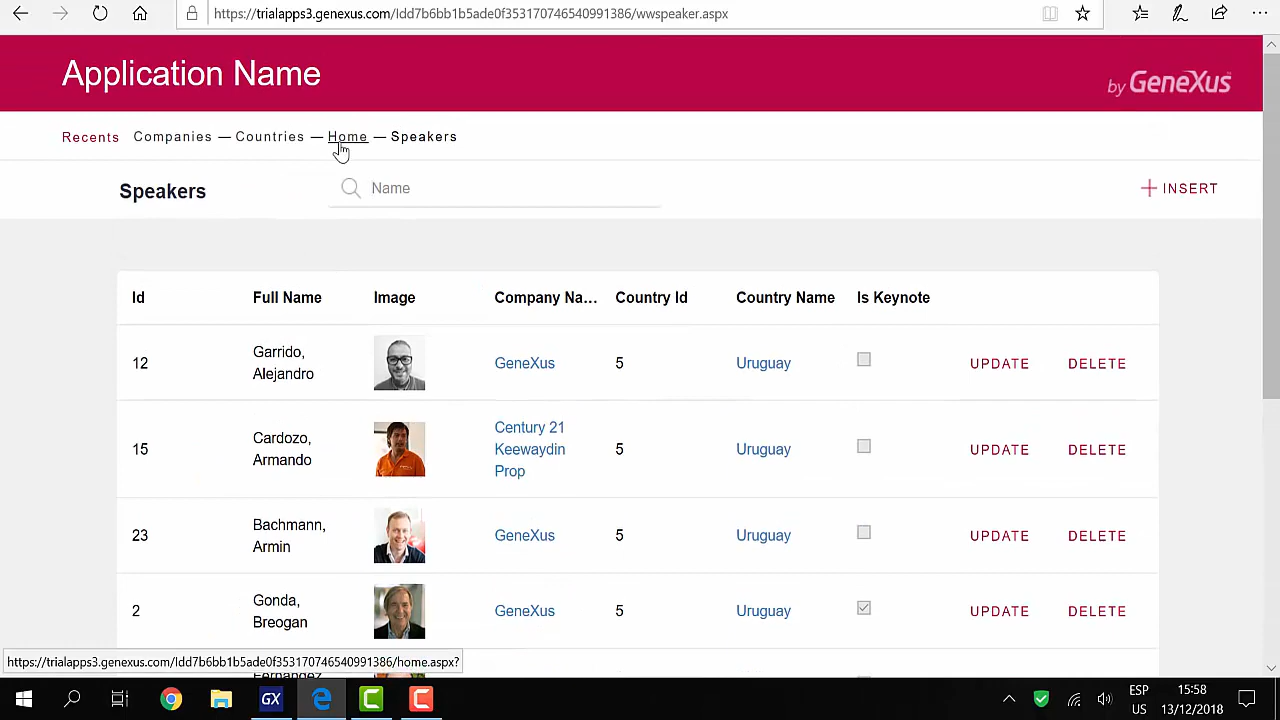 https://trialapps3.genexus.com/Idd7b6bb1b5ade0f353170746540991386/wwspeaker.aspx
Application Name
by GeneXus
Recents Companies — Countries — Home — Speakers
Speakers
Name
INSERT
Id Full Name Image Company Na... Country Id Country Name Is Keynote
12 Garrido, Alejandro GeneXus 5 Uruguay UPDATE DELETE
15 Cardozo, Armando Century 21 Keewaydin Prop 5 Uruguay UPDATE DELETE
23 Bachmann, Armin GeneXus 5 Uruguay UPDATE DELETE
2 Gonda, Breogan GeneXus 5 Uruguay UPDATE DELETE
https://trialapps3.genexus.com/Idd7b6bb1b5ade0f353170746540991386/home.aspx?
GX
ESP
US
15:58
13/12/2018